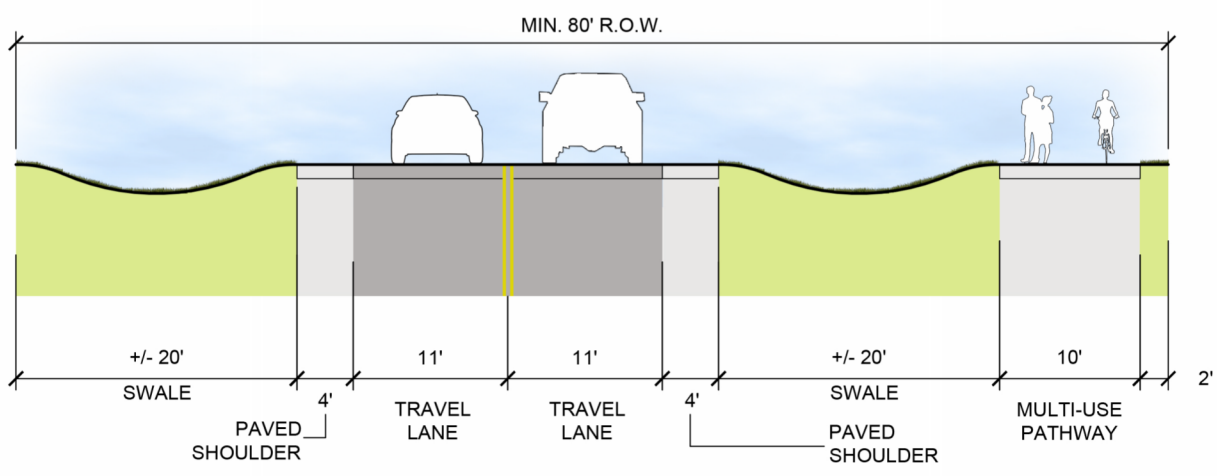 MIN. 80' R.O.W.
+/- 20'
11'
11'
+/- 20'
10'
2'
SWALE
4'
4'
SWALE
TRAVEL
LANE
TRAVEL
LANE
MULTI-USE
PATHWAY
PAVED
SHOULDER
PAVED
SHOULDER